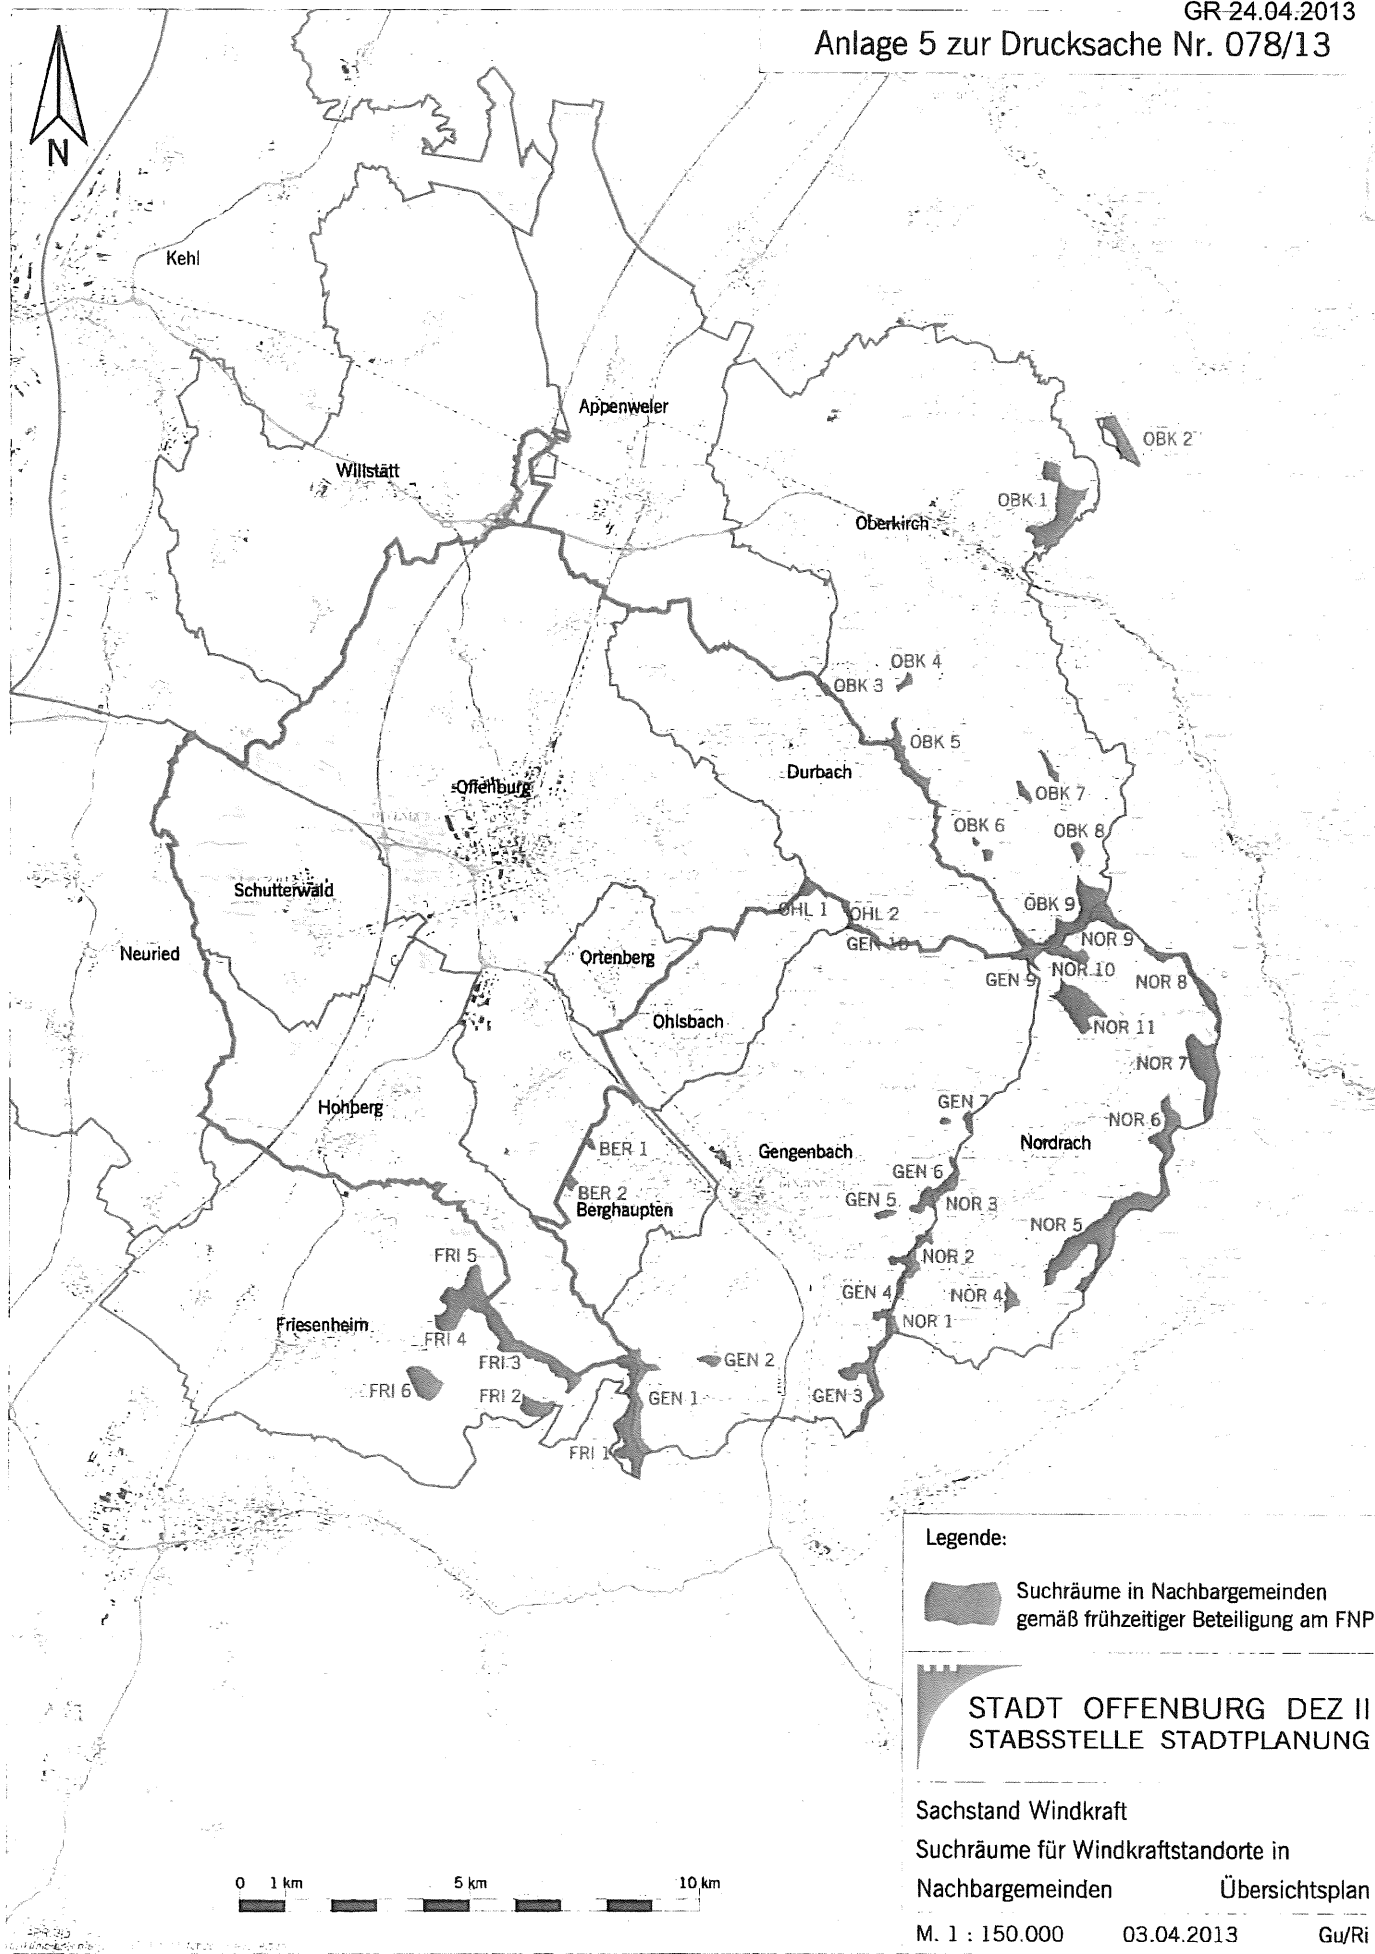 GR 24.04.2013
Anlage 5 zur Drucksache Nr. 078/13
N
Kehl
Appenweier
OBK 2
Willstätt
OBK 1
Oberkirch
OBK 4
OBK 3
OBK 5
Durbach
Offenburg
OBK 7
OBK 6
OBK 8
Schutterwald
OBK 9
OHL 1
OHL 2
GEN 10
NOR 9
Neuried
Ortenberg
NOR 10
GEN 9
NOR 8
Ohlsbach
NOR 11
NOR 7
Hohberg
GEN 7
NOR 6
BER 1
Gengenbach
Nordrach
GEN 6
BER 2
GEN 5
NOR 3
Berghaupten
NOR 5
FRI 5
NOR 2
GEN 4
NOR 4
Friesenheim
NOR 1
FRI 4
FRI 3
GEN 2
FRI 6
FRI 2
GEN 1
GEN 3
FRI 1
Legende:
Suchräume in Nachbargemeinden
gemäß frühzeitiger Beteiligung am FNP
STADT OFFENBURG DEZ II
STABSSTELLE STADTPLANUNG
Sachstand Windkraft
Suchräume für Windkraftstandorte in
Nachbargemeinden Übersichtsplan
0 1 km 5 km 10 km
M. 1 : 150.000 03.04.2013 Gu/Ri